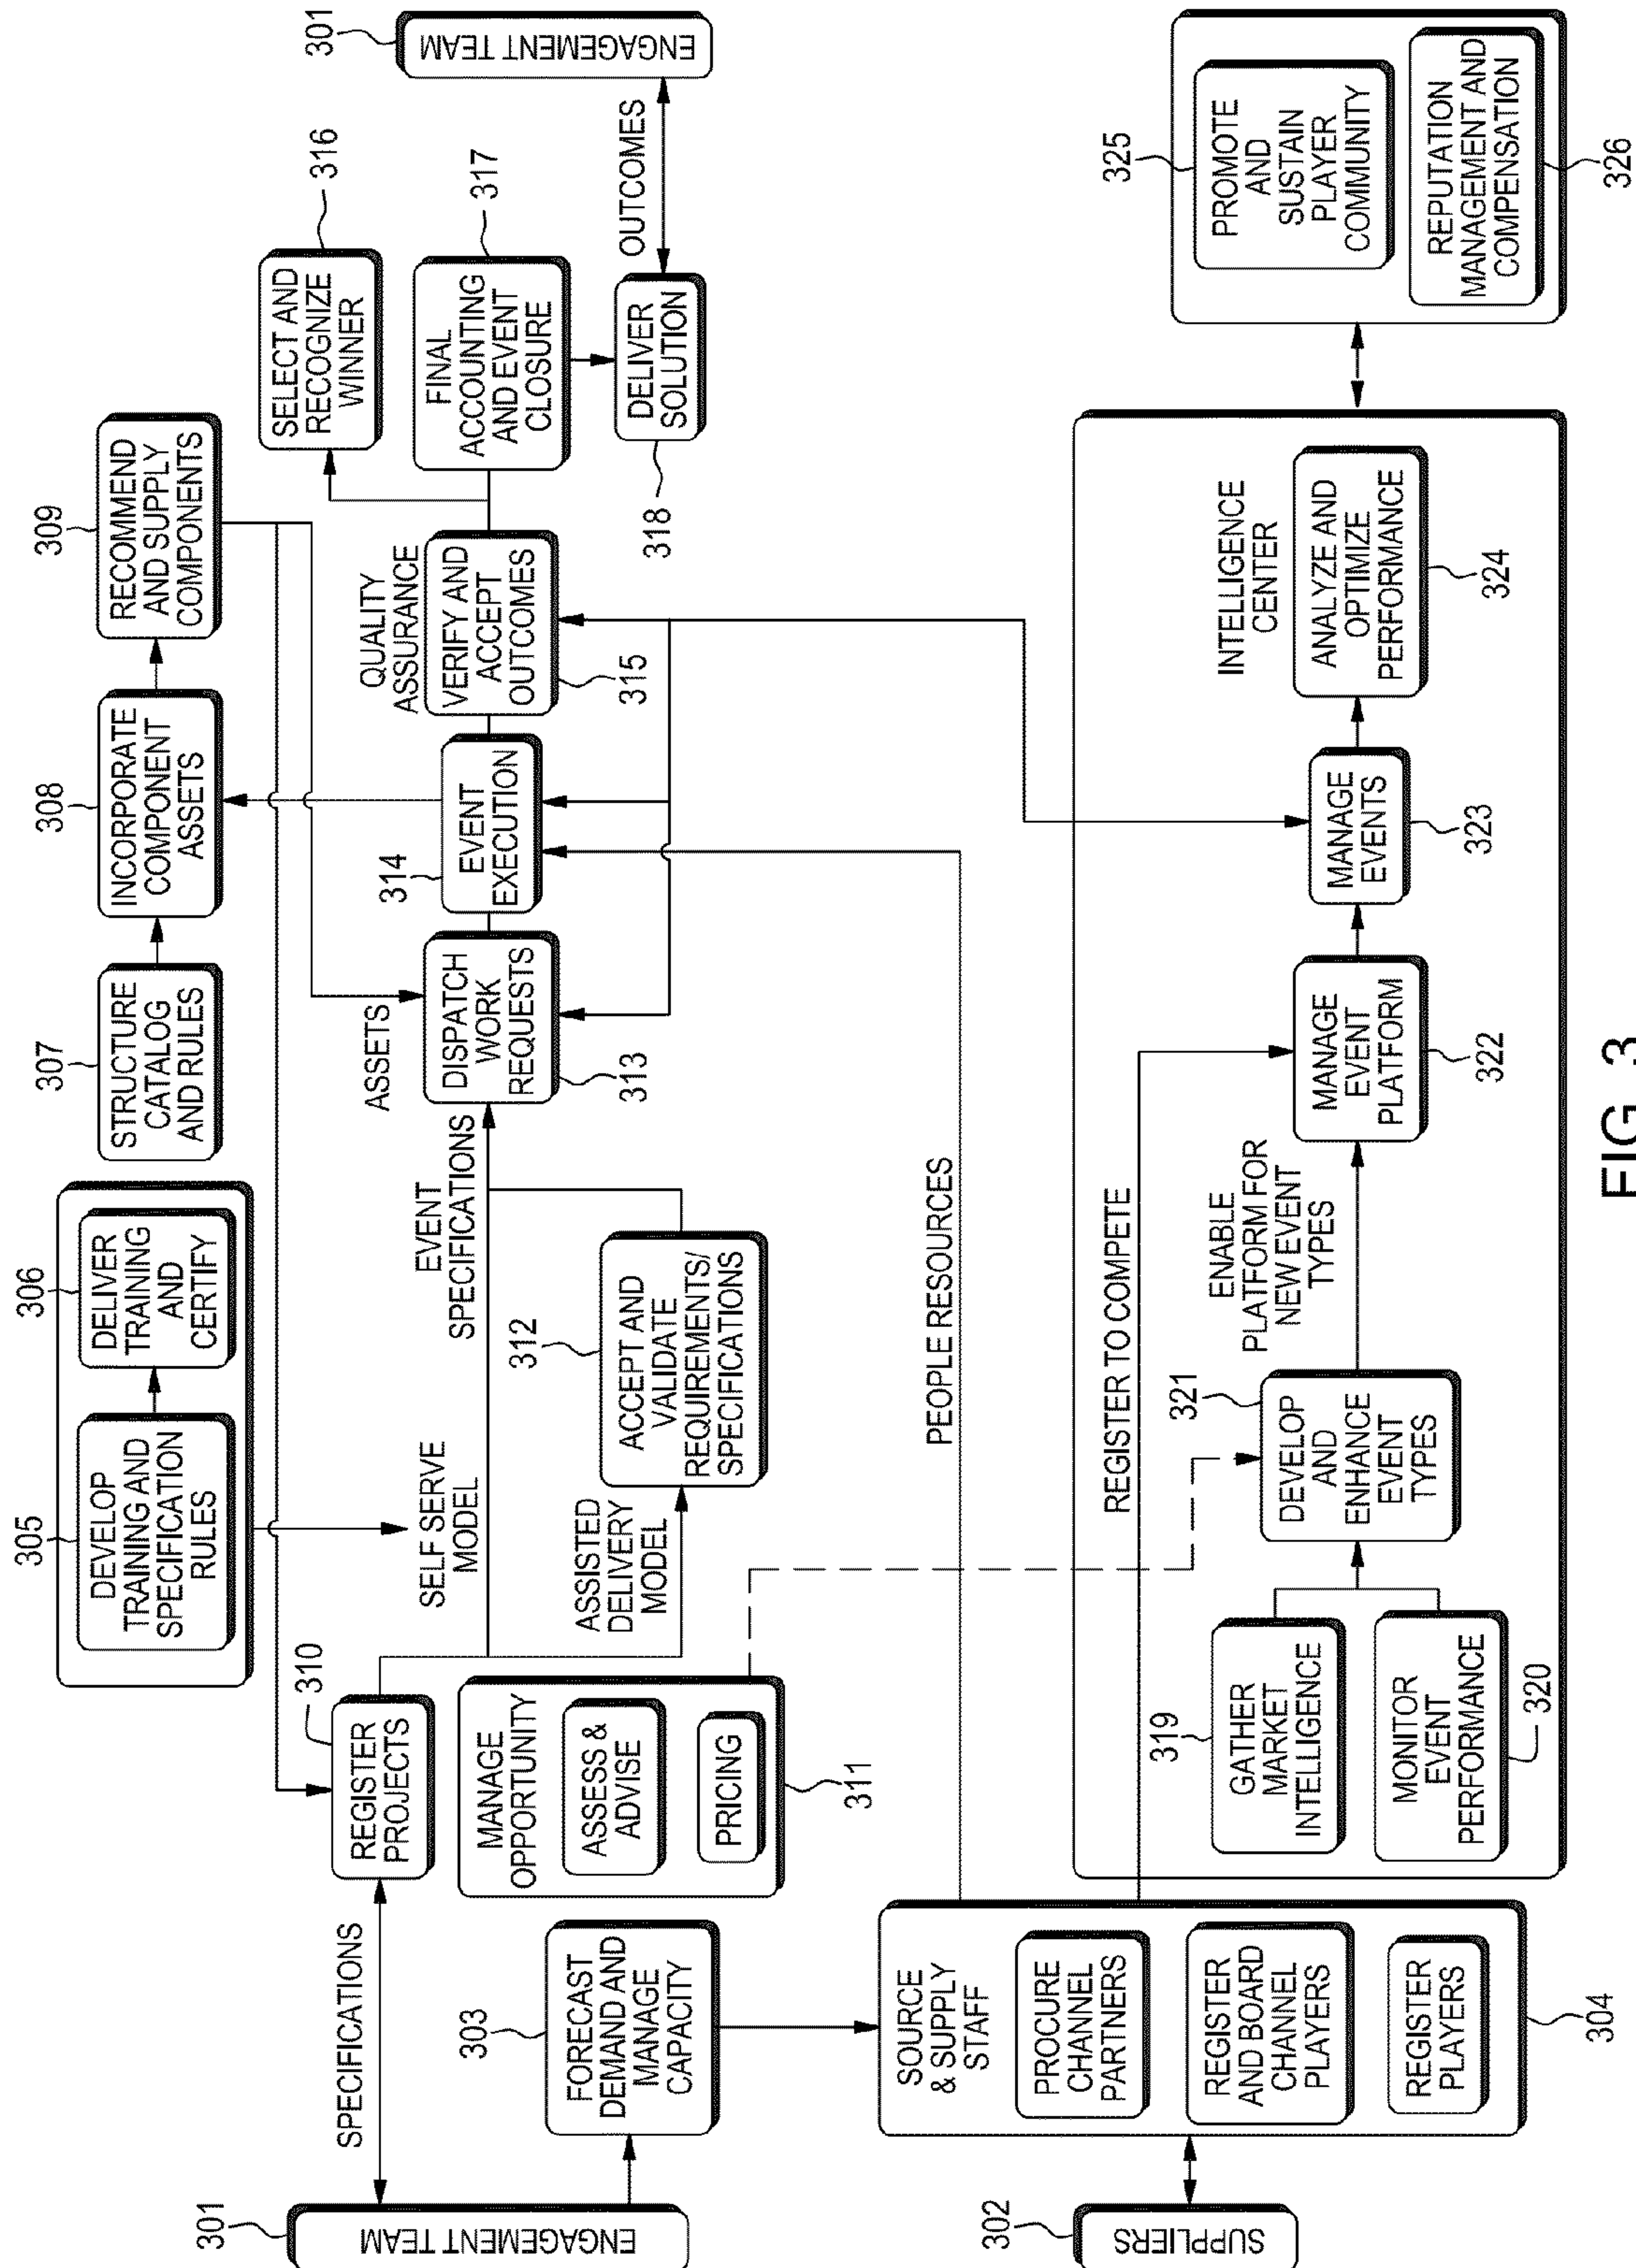 301
ENGAGEMENT TEAM
SPECIFICATIONS
303
FORECAST
DEMAND AND
MANAGE
CAPACITY
302
SUPPLIERS
SOURCE
& SUPPLY
STAFF
PROCURE
CHANNEL
PARTNERS
REGISTER
AND BOARD
CHANNEL
PLAYERS
REGISTER
PLAYERS
304
305
DEVELOP
TRAINING AND
SPECIFICATION
RULES
306
DELIVER
TRAINING
AND
CERTIFY
307
STRUCTURE
CATALOG
AND RULES
308
INCORPORATE
COMPONENT
ASSETS
309
RECOMMEND
AND SUPPLY
COMPONENTS
310
REGISTER
PROJECTS
MANAGE
OPPORTUNITY
ASSESS &
ADVISE
PRICING
311
SELF SERVE
MODEL
ASSISTED
DELIVERY
MODEL
312
ACCEPT AND
VALIDATE
REQUIREMENTS/
SPECIFICATIONS
EVENT
SPECIFICATIONS
ASSETS
DISPATCH
WORK
REQUESTS
313
314
EVENT
EXECUTION
QUALITY
ASSURANCE
VERIFY AND
ACCEPT
OUTCOMES
315
SELECT AND
RECOGNIZE
WINNER
316
FINAL
ACCOUNTING
AND EVENT
CLOSURE
317
DELIVER
SOLUTION
318
OUTCOMES
301
ENGAGEMENT TEAM
PEOPLE RESOURCES
REGISTER TO COMPETE
319
GATHER
MARKET
INTELLIGENCE
MONITOR
EVENT
PERFORMANCE
320
321
DEVELOP
AND
ENHANCE
EVENT
TYPES
ENABLE
PLATFORM FOR
NEW EVENT
TYPES
MANAGE
EVENT
PLATFORM
322
MANAGE
EVENTS
323
INTELLIGENCE
CENTER
ANALYZE AND
OPTIMIZE
PERFORMANCE
324
325
PROMOTE
AND
SUSTAIN
PLAYER
COMMUNITY
REPUTATION
MANAGEMENT AND
COMPENSATION
326
FIG. 3